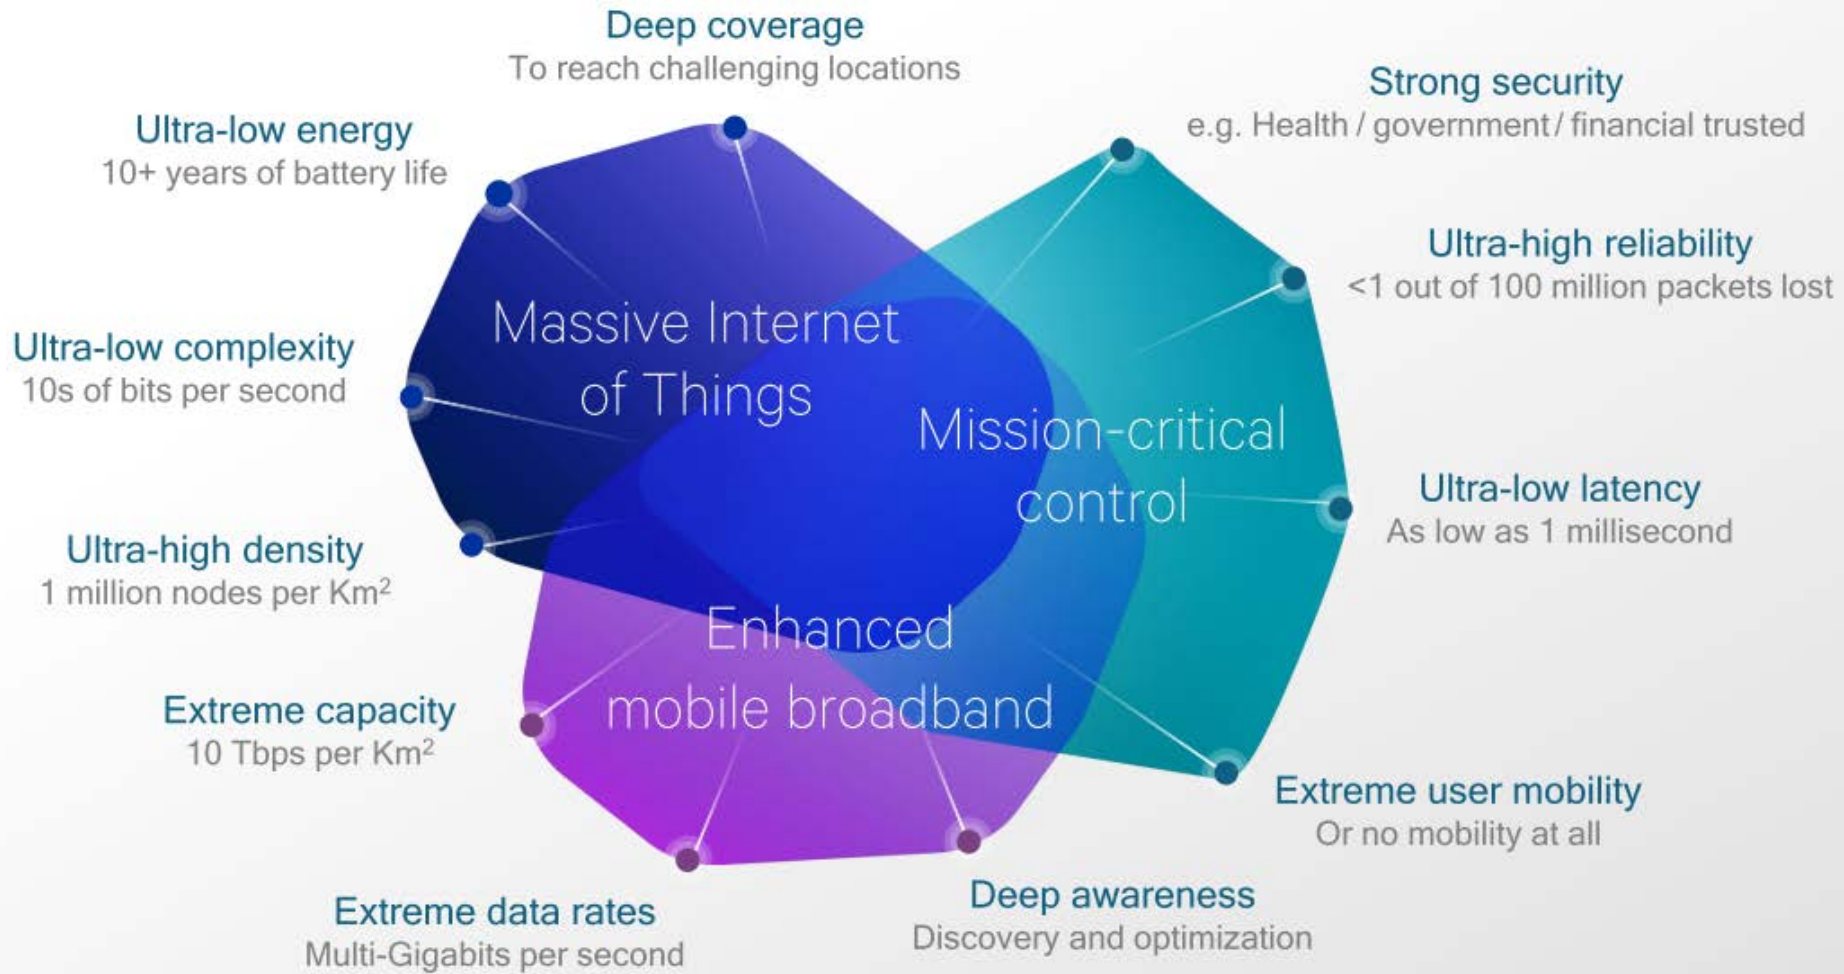 Deep coverage
To reach challenging locations
Strong security
e.g. Health / government / financial trusted
Ultra-low energy
10+ years of battery life
Ultra-high reliability
<1 out of 100 million packets lost
Massive Internet
of Things
Ultra-low complexity
10s of bits per second
Mission-critical
control
Ultra-low latency
As low as 1 millisecond
Ultra-high density
1 million nodes per Km²
Enhanced
mobile broadband
Extreme capacity
10 Tbps per Km²
Extreme user mobility
Or no mobility at all
Extreme data rates
Multi-Gigabits per second
Deep awareness
Discovery and optimization